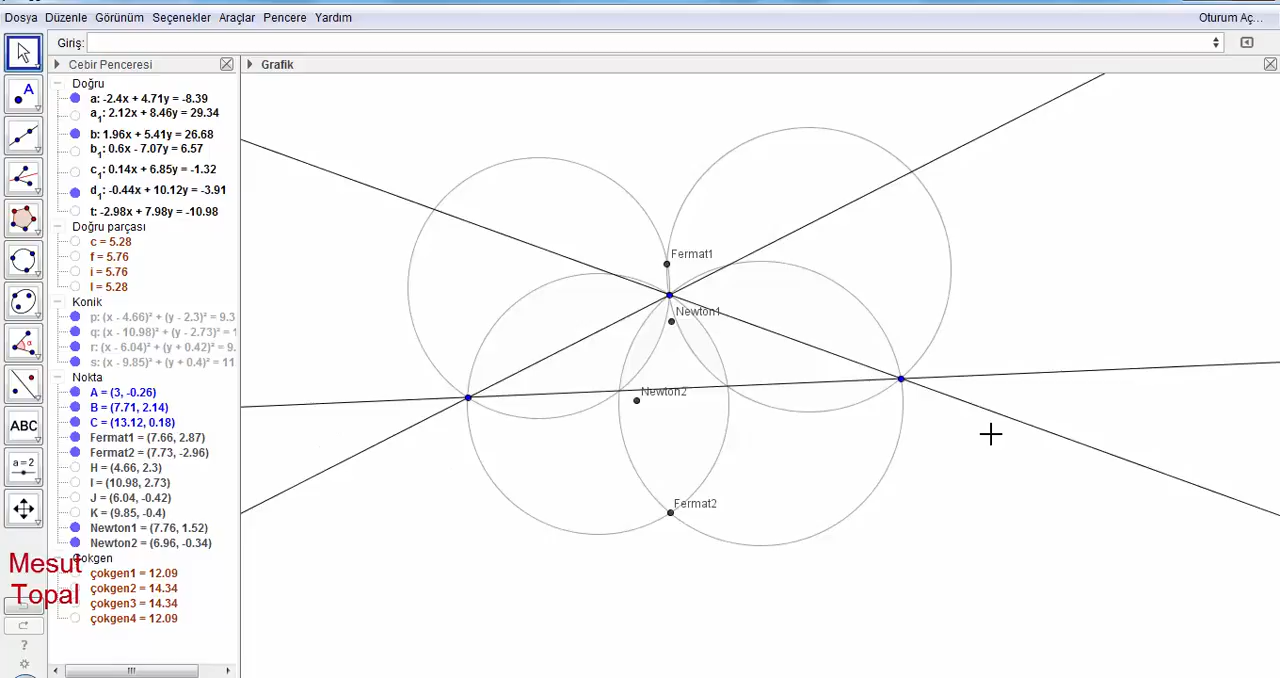 Dosya Düzenle Görünüm Seçenekler Araçlar Pencere Yardım Oturum Aç...
Giriş:
Cebir Penceresi
Grafik
Doğru
a: -2.4x + 4.71y = -8.39
a₁: 2.12x + 8.46y = 29.34
b: 1.96x + 5.41y = 26.68
b₁: 0.6x - 7.07y = 6.57
c₁: 0.14x + 6.85y = -1.32
d₁: -0.44x + 10.12y = -3.91
t: -2.98x + 7.98y = -10.98
Doğru parçası
c = 5.28
f = 5.76
i = 5.76
l = 5.28
Konik
p: (x - 4.66)² + (y - 2.3)² = 9.3
q: (x - 10.98)² + (y - 2.73)² = 1
r: (x - 6.04)² + (y + 0.42)² = 9.
s: (x - 9.85)² + (y + 0.4)² = 11
Nokta
A = (3, -0.26)
B = (7.71, 2.14)
C = (13.12, 0.18)
Fermat1 = (7.66, 2.87)
Fermat2 = (7.73, -2.96)
H = (4.66, 2.3)
I = (10.98, 2.73)
J = (6.04, -0.42)
K = (9.85, -0.4)
Newton1 = (7.76, 1.52)
Newton2 = (6.96, -0.34)
Çokgen
çokgen1 = 12.09
çokgen2 = 14.34
çokgen3 = 14.34
çokgen4 = 12.09
A
α
ABC
a=2
Mesut
Topal
?
Fermat1
Newton1
Newton2
Fermat2